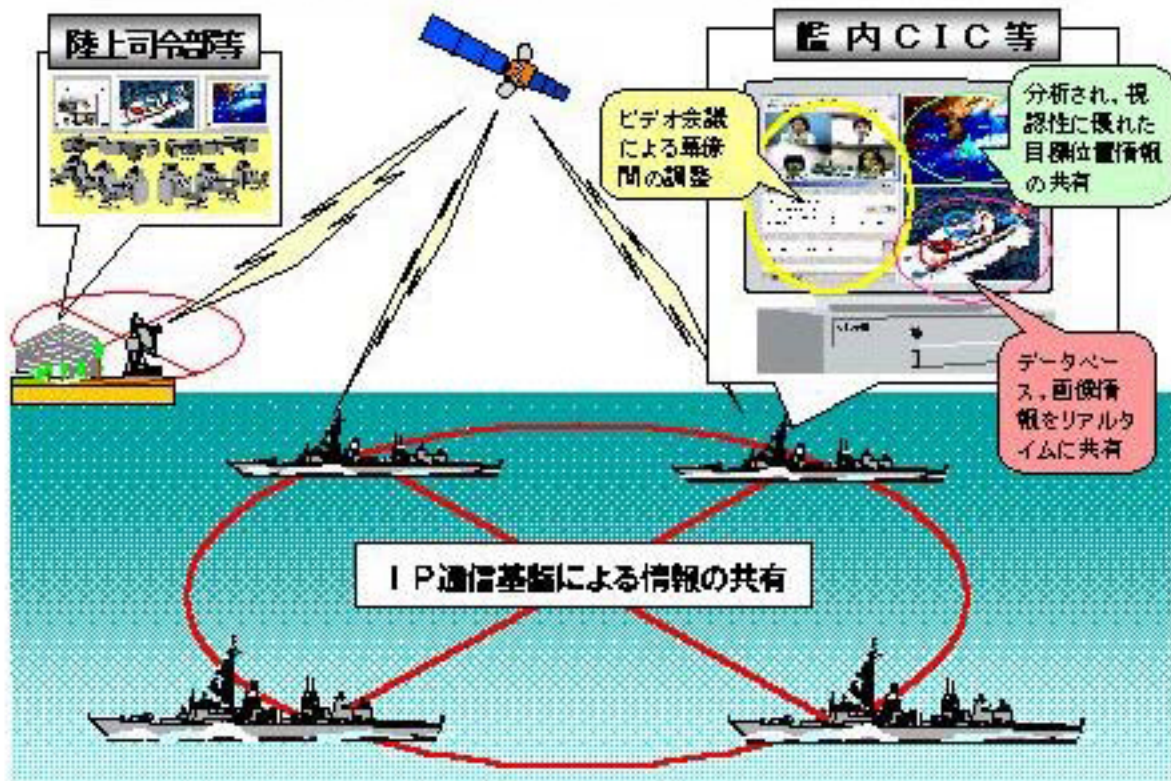 陸上司令部等
艦内CIC等
ビデオ会議
による幕僚
間の調整
分析され、視
認性に優れた
目標位置情報
の共有
データベー
ス、画像情
報をリアルタ
イムに共有
IP通信基盤による情報の共有